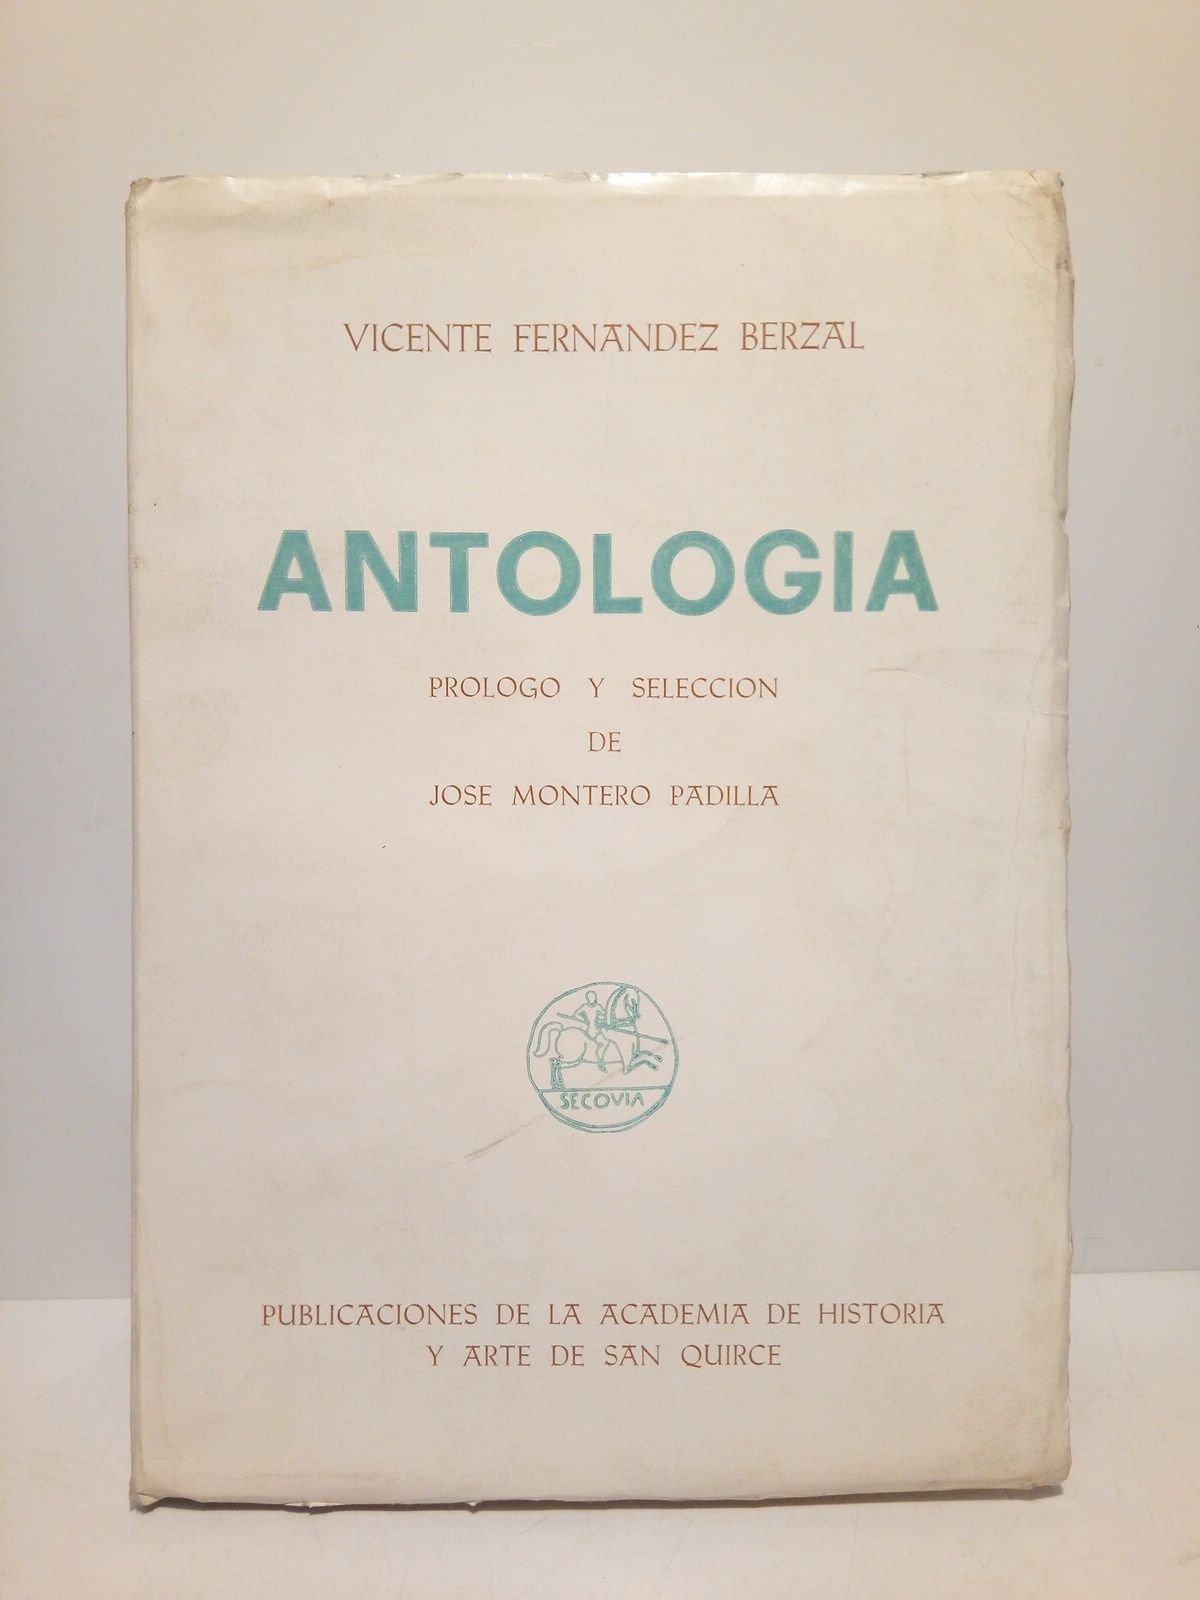 VICENTE FERNANDEZ BERZAL
ANTOLOGIA
PROLOGO Y SELECCION
DE
JOSE MONTERO PADILLA
SECOVIA
PUBLICACIONES DE LA ACADEMIA DE HISTORIA
Y ARTE DE SAN QUIRCE